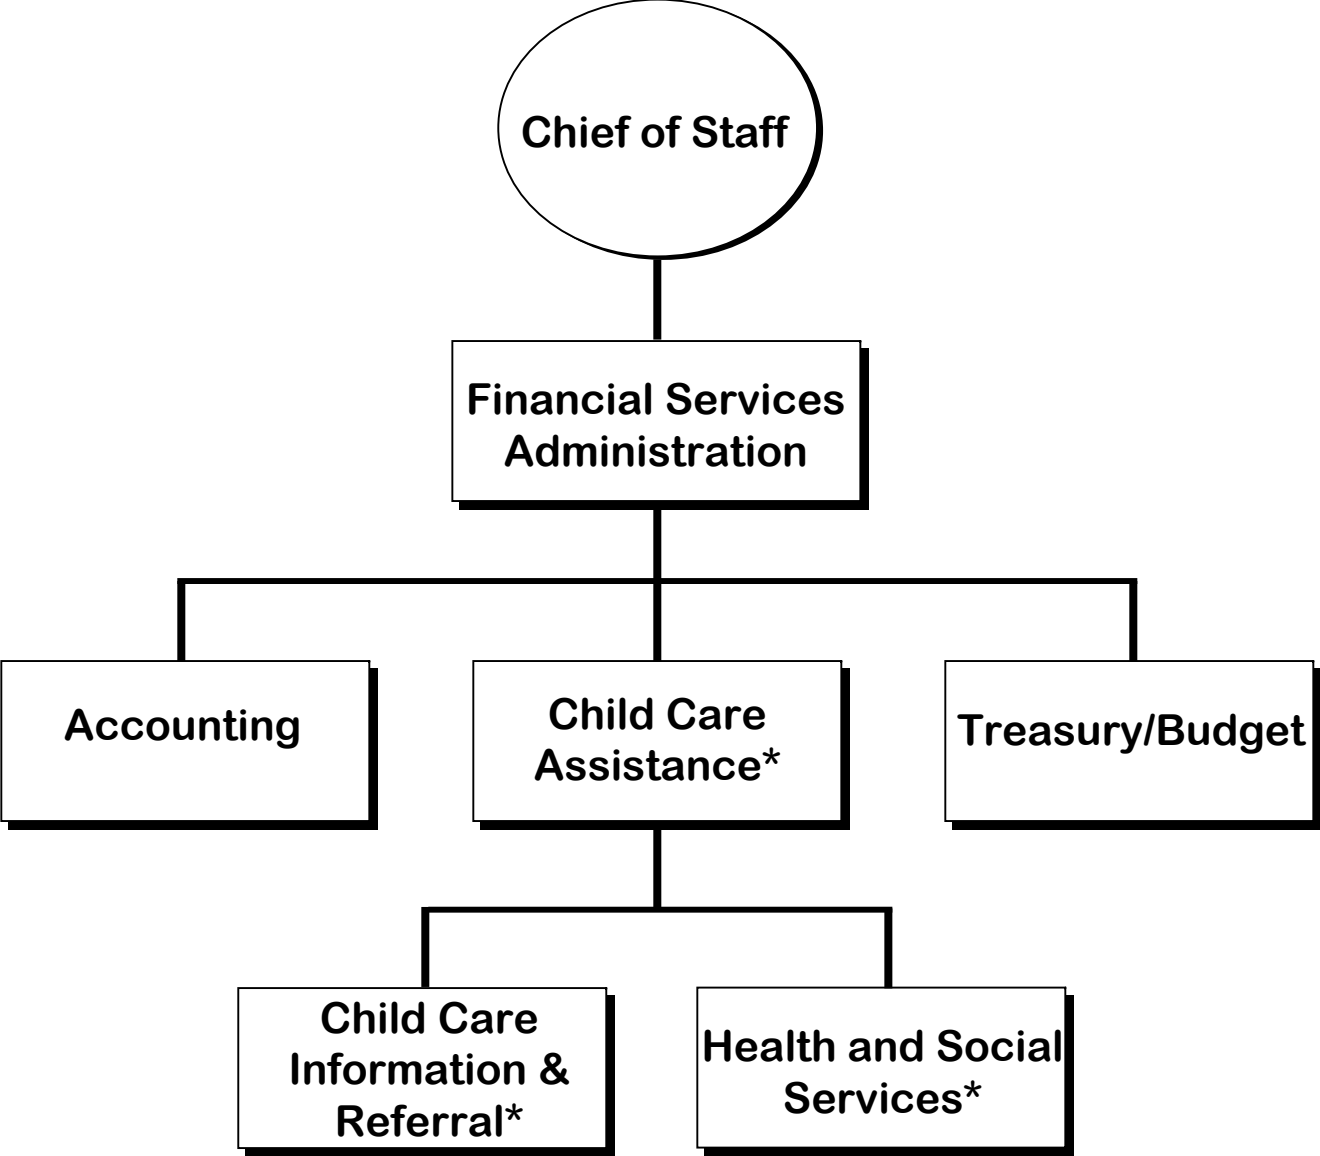 Chief of Staff
Financial Services
Administration
Accounting
Child Care
Assistance*
Treasury/Budget
Child Care
Information &
Referral*
Health and Social
Services*